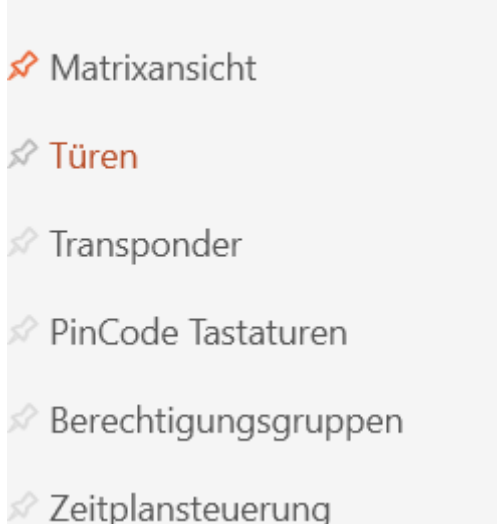 Matrixansicht
Türen
Transponder
PinCode Tastaturen
Berechtigungsgruppen
Zeitplansteuerung